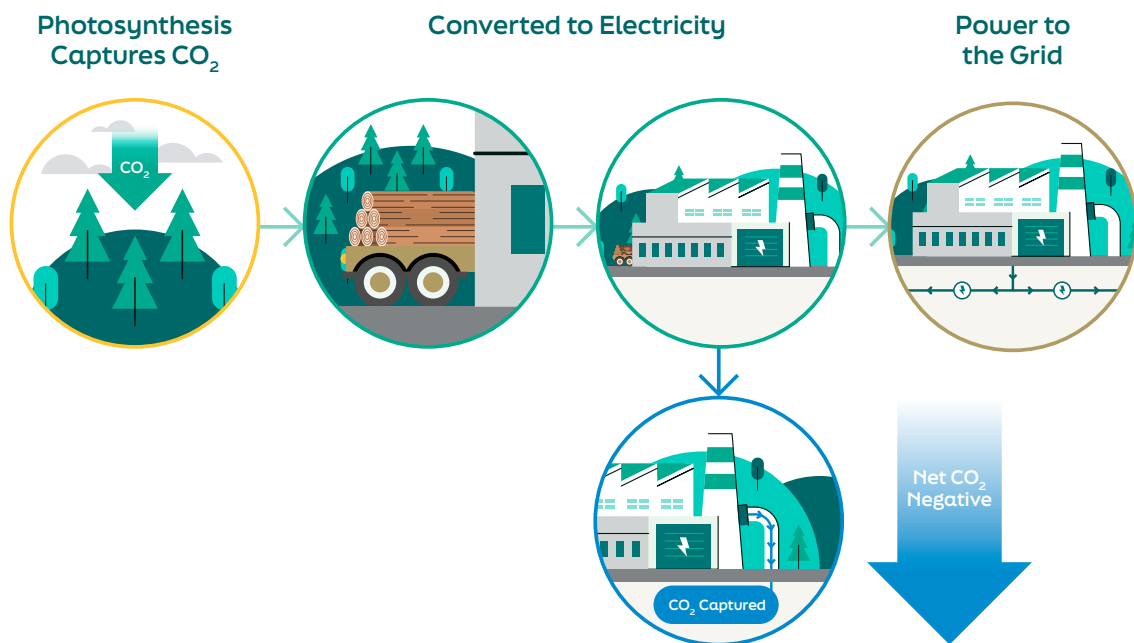 Photosynthesis
Captures CO₂
Converted to Electricity
Power to
the Grid
CO₂
Net CO₂
Negative
CO₂ Captured